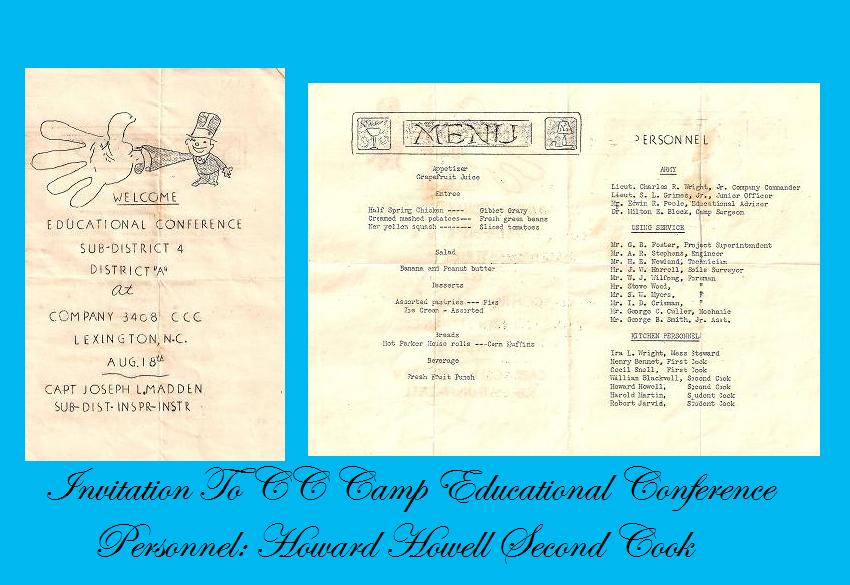 WELCOME
EDUCATIONAL CONFERENCE
SUB-DISTRICT 4
DISTRICT "A"
at
COMPANY 3408 CCC
LEXINGTON, N.C.
AUG. 18th
CAPT JOSEPH L. MADDEN
SUB-DIST-INSPR-INSTR
MENU
Appetizer
Grapefruit Juice
Entree
Half Spring Chicken ---- Giblet Gravy
Creamed mashed potatoes--- Fresh green beans
New yellow squash -------- Sliced tomatoes
Salad
Banana and Peanut butter
Desserts
Assorted pastries --- Pies
Ice Cream - Assorted
Breads
Hot Parker House rolls ---Corn Muffins
Beverage
Fresh Fruit Punch
PERSONNEL
ARMY
Lieut. Charles R. Wright, Jr. Company Commander
Lieut. S. L. Grimes, Jr., Junior Officer
Mr. Edwin R. Poole, Educational Advisor
Dr. Milton E. Block, Camp Surgeon
USING SERVICE
Mr. G. B. Foster, Project Superintendent
Mr. A. R. Stephens, Engineer
Mr. H. E. Newland, Technician
Mr. J. W. Harrell, Soils Surveyor
Mr. W. J. Wilfong, Foreman
Mr. Steve Wood, "
Mr. S. W. Myers, "
Mr. I. D. Crisman, "
Mr. George C. Culler, Mechanic
Mr. George B. Smith, Jr. Asst.
KITCHEN PERSONNEL
Ira L. Wright, Mess Steward
Henry Bennet, First Cook
Cecil Snell, First Cook
William Blackwell, Second Cook
Howard Howell, Second Cook
Harold Martin, Student Cook
Robert Jarvid, Student Cook
Invitation To CC Camp Educational Conference
Personnel: Howard Howell Second Cook